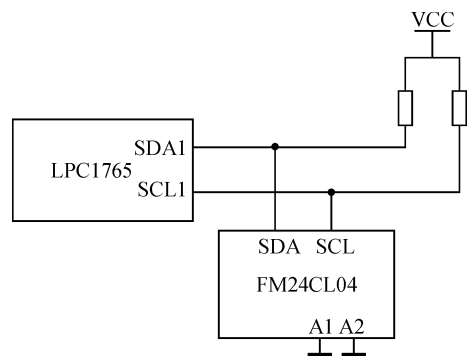 VCC
SDA1
LPC1765
SCL1
SDA SCL
FM24CL04
A1 A2